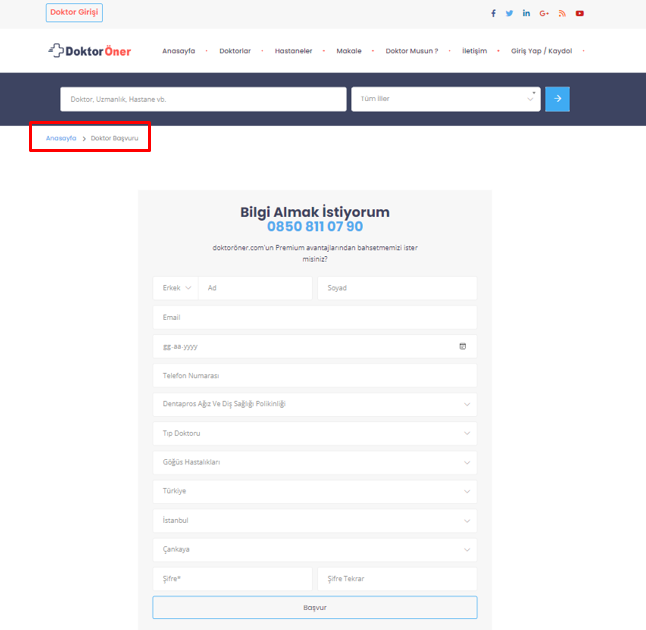 Doktor Girişi
DoktorÖner
Anasayfa
Doktorlar
Hastaneler
Makale
Doktor Musun ?
İletişim
Giriş Yap / Kaydol
Doktor, Uzmanlık, Hastane vb.
Tüm İller
Anasayfa > Doktor Başvuru
Bilgi Almak İstiyorum
0850 811 07 90
doktoröner.com'un Premium avantajlarından bahsetmemizi ister
misiniz?
Erkek
Ad
Soyad
Email
gg.aa.yyyy
Telefon Numarası
Dentapros Ağız Ve Diş Sağlığı Polikinliği
Tıp Doktoru
Göğüs Hastalıkları
Türkiye
İstanbul
Çankaya
Şifre*
Şifre Tekrar
Başvur